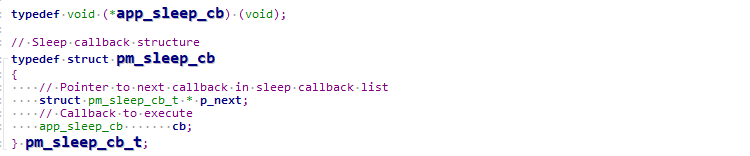 typedef void (*app_sleep_cb) (void);
// Sleep callback structure
typedef struct pm_sleep_cb
{
    // Pointer to next callback in sleep callback list
    struct pm_sleep_cb_t * p_next;
    // Callback to execute
    app_sleep_cb       cb;
} pm_sleep_cb_t;